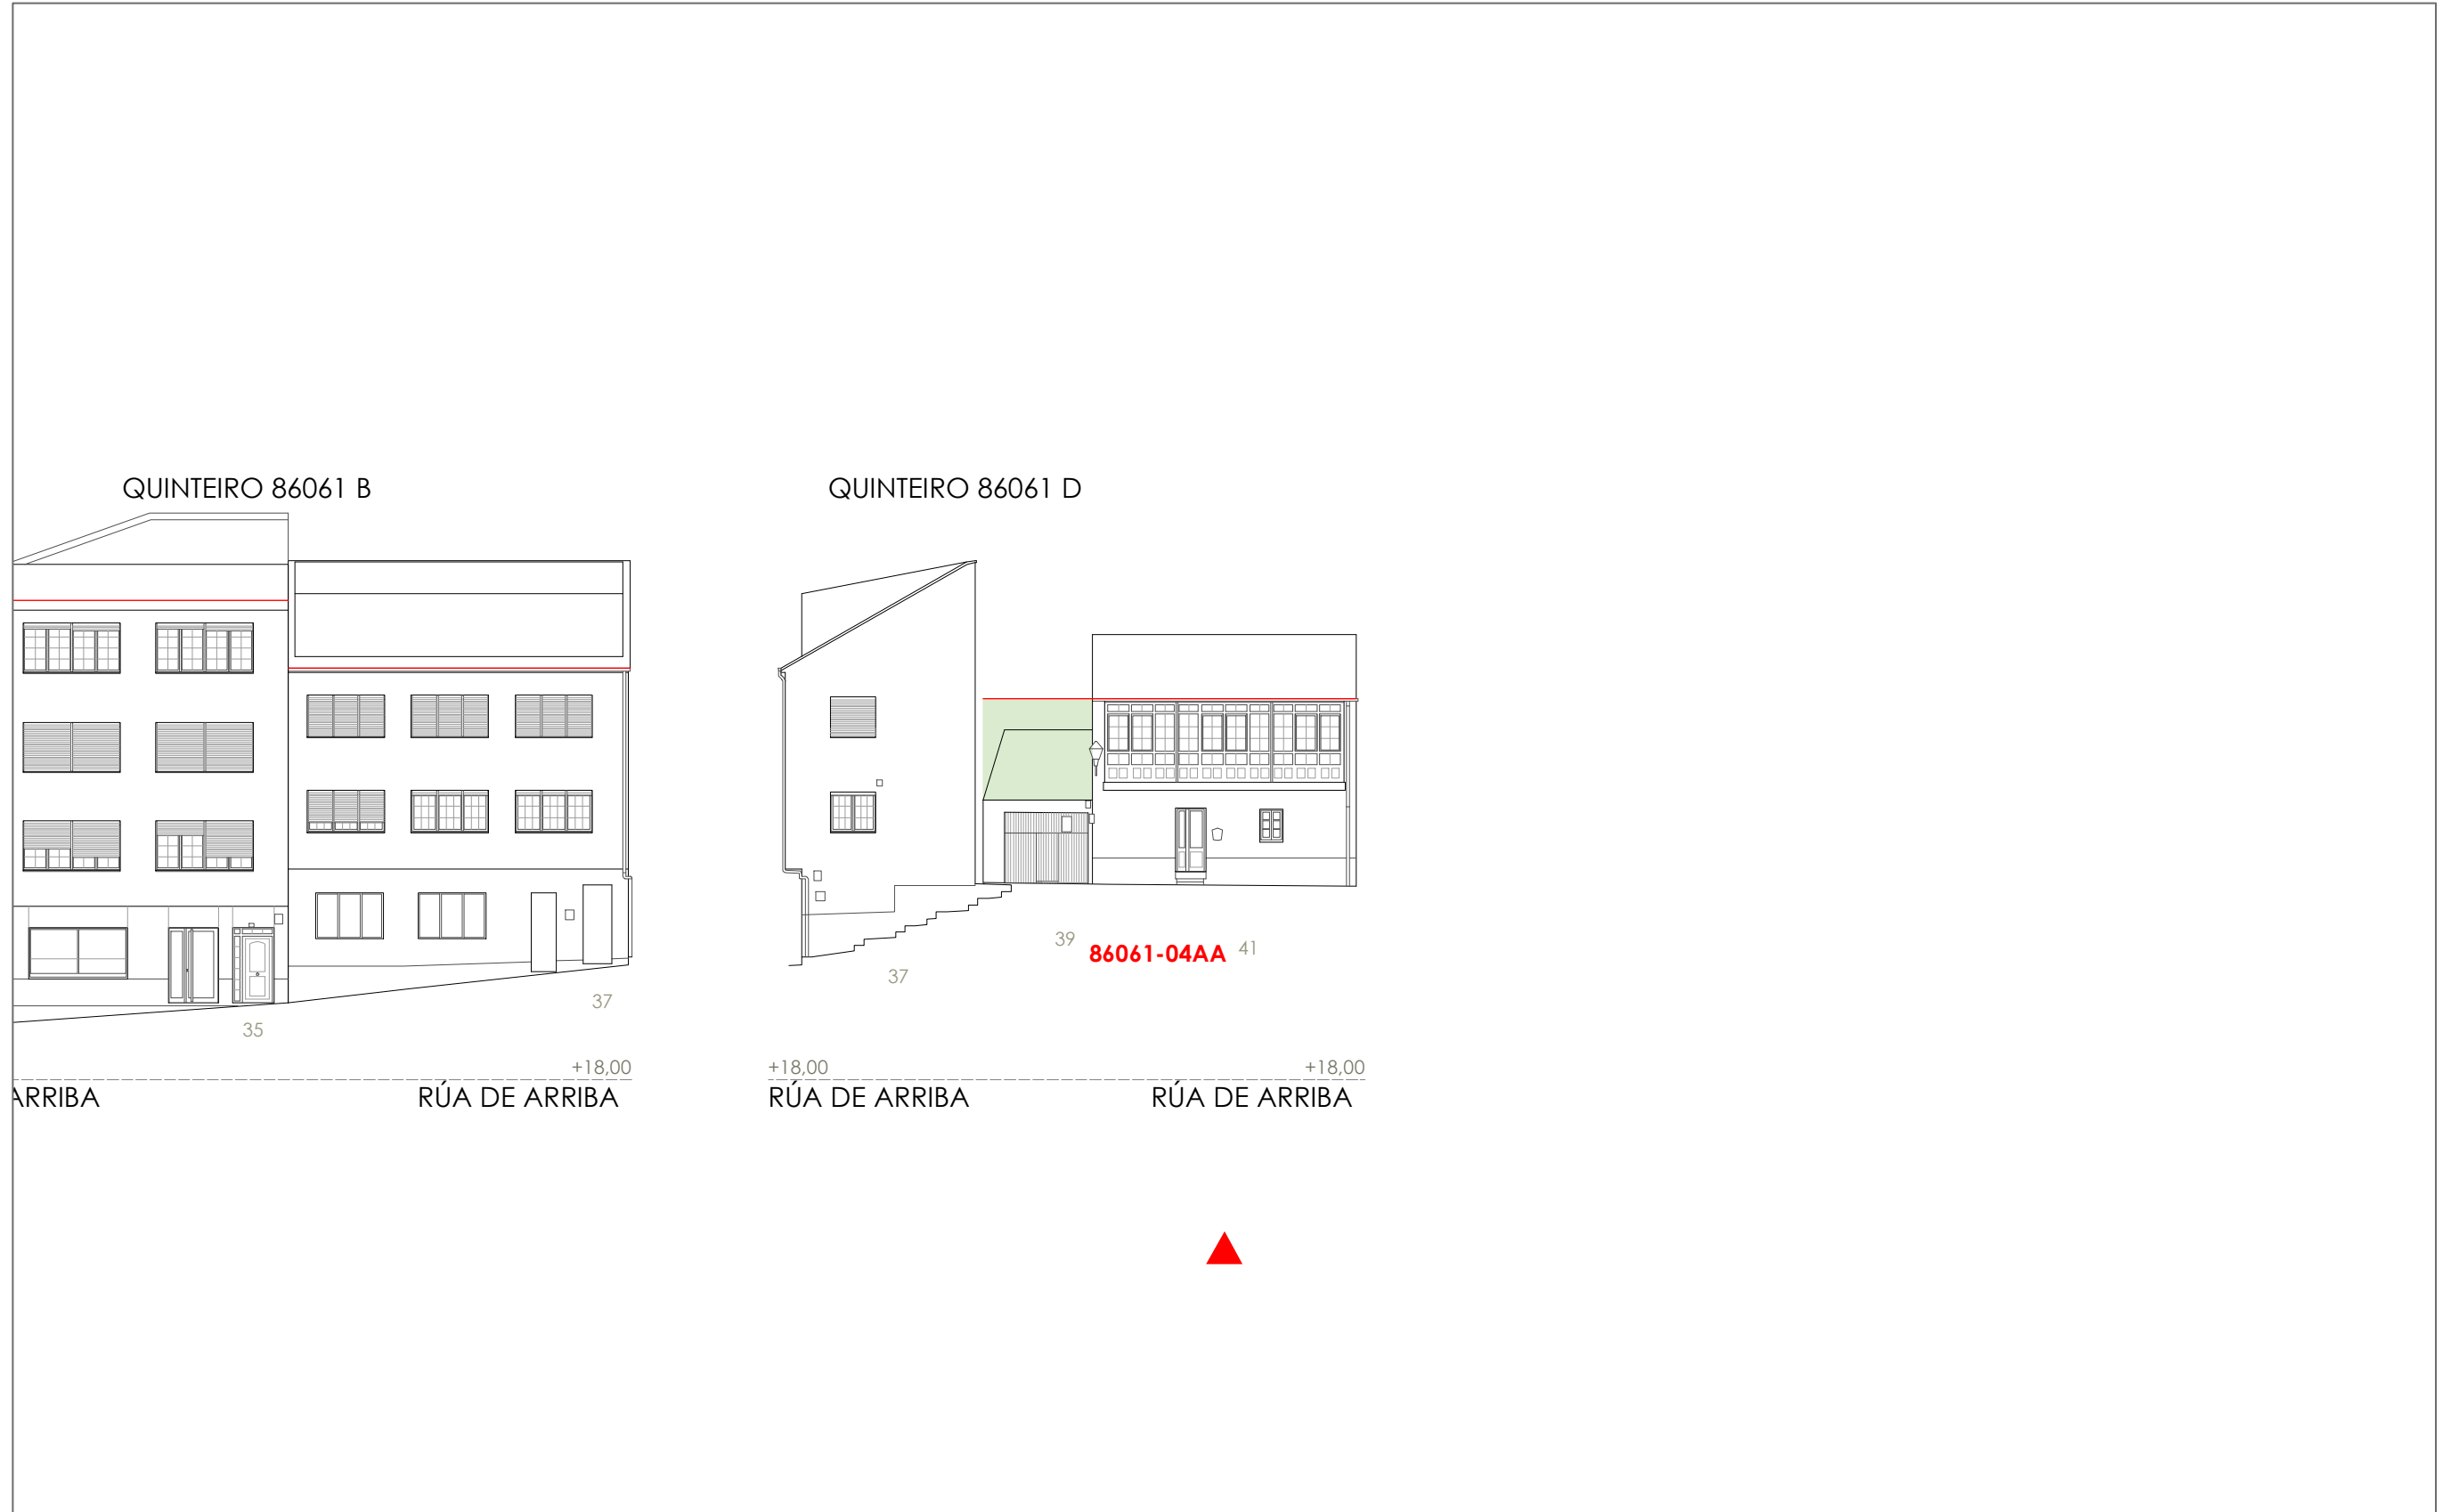 QUINTEIRO 86061 B
QUINTEIRO 86061 D
39
86061-04AA
41
37
37
35
+18,00
+18,00
+18,00
ARRIBA
RÚA DE ARRIBA
RÚA DE ARRIBA
RÚA DE ARRIBA